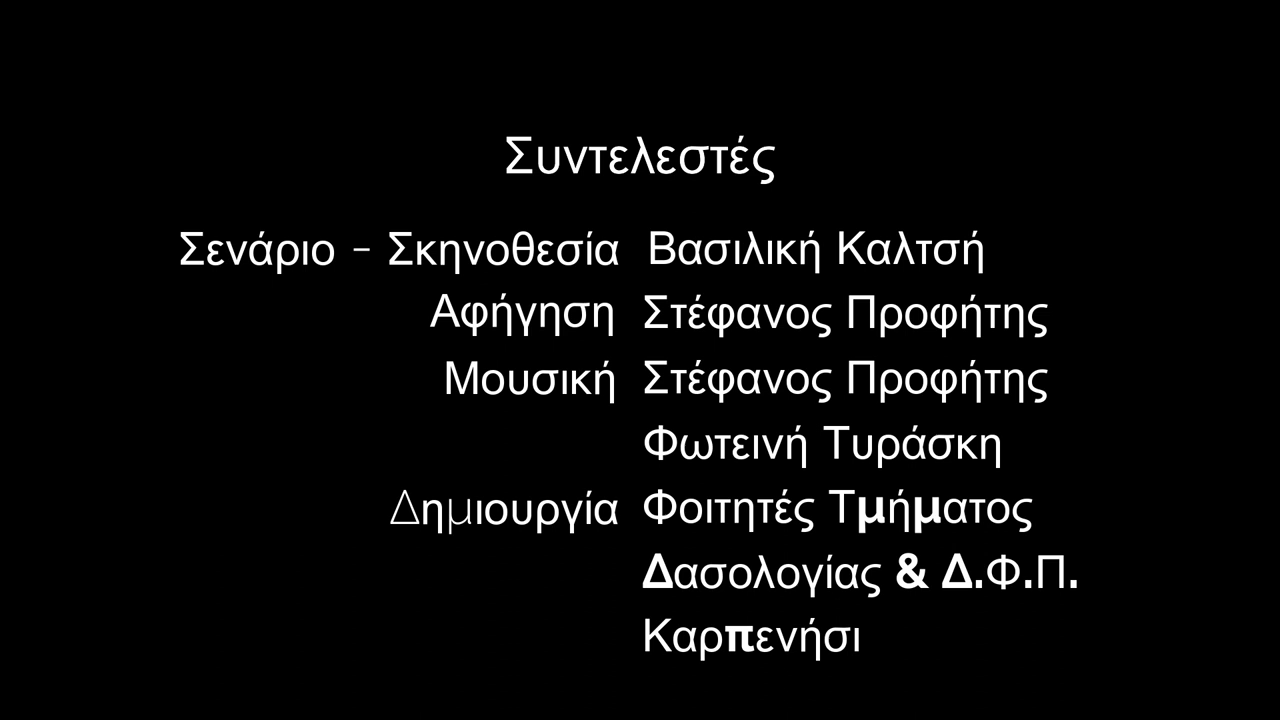 Συντελεστές
Σενάριο - Σκηνοθεσία Βασιλική Καλτσή
Αφήγηση Στέφανος Προφήτης
Μουσική Στέφανος Προφήτης
Φωτεινή Τυράσκη
Δημιουργία Φοιτητές Τμήματος
Δασολογίας & Δ.Φ.Π.
Καρπενήσι